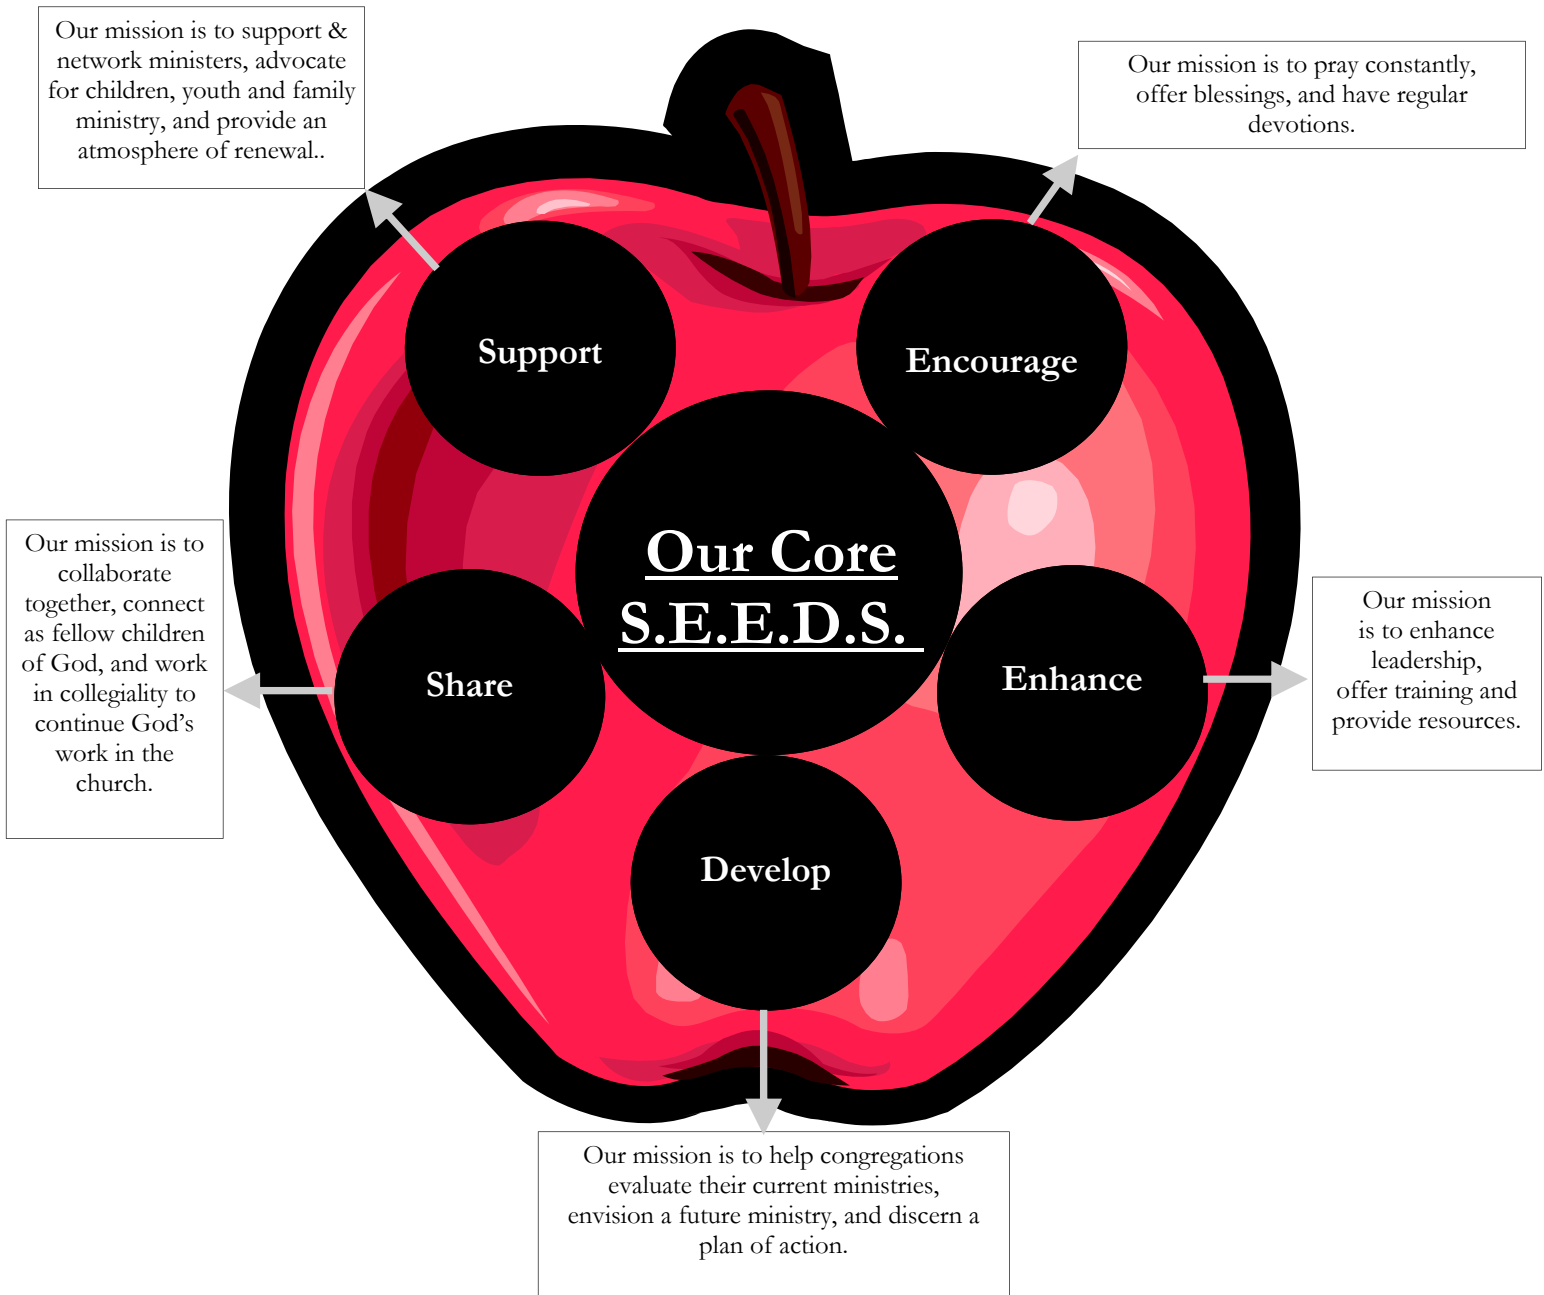 Our mission is to support &
network ministers, advocate
for children, youth and family
ministry, and provide an
atmosphere of renewal..
Our mission is to pray constantly,
offer blessings, and have regular
devotions.
Support
Encourage
Our Core
S.E.E.D.S.
Our mission is to
collaborate
together, connect
as fellow children
of God, and work
in collegiality to
continue God’s
work in the
church.
Share
Enhance
Our mission
is to enhance
leadership,
offer training and
provide resources.
Develop
Our mission is to help congregations
evaluate their current ministries,
envision a future ministry, and discern a
plan of action.